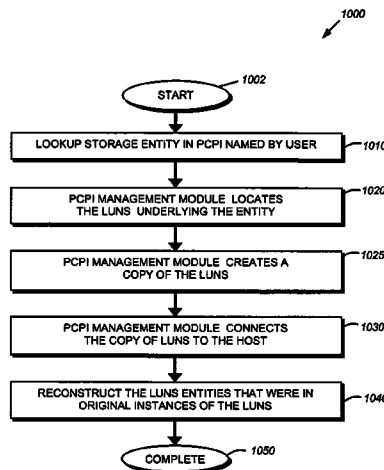 1000
START
1002
LOOKUP STORAGE ENTITY IN PCPI NAMED BY USER
1010
PCPI MANAGEMENT MODULE LOCATES
THE LUNS UNDERLYING THE ENTITY
1020
PCPI MANAGEMENT MODULE CREATES A
COPY OF THE LUNS
1025
PCPI MANAGEMENT MODULE CONNECTS
THE COPY OF LUNS TO THE HOST
1030
RECONSTRUCT THE LUNS ENTITIES THAT WERE IN
ORIGINAL INSTANCES OF THE LUNS
1040
COMPLETE
1050